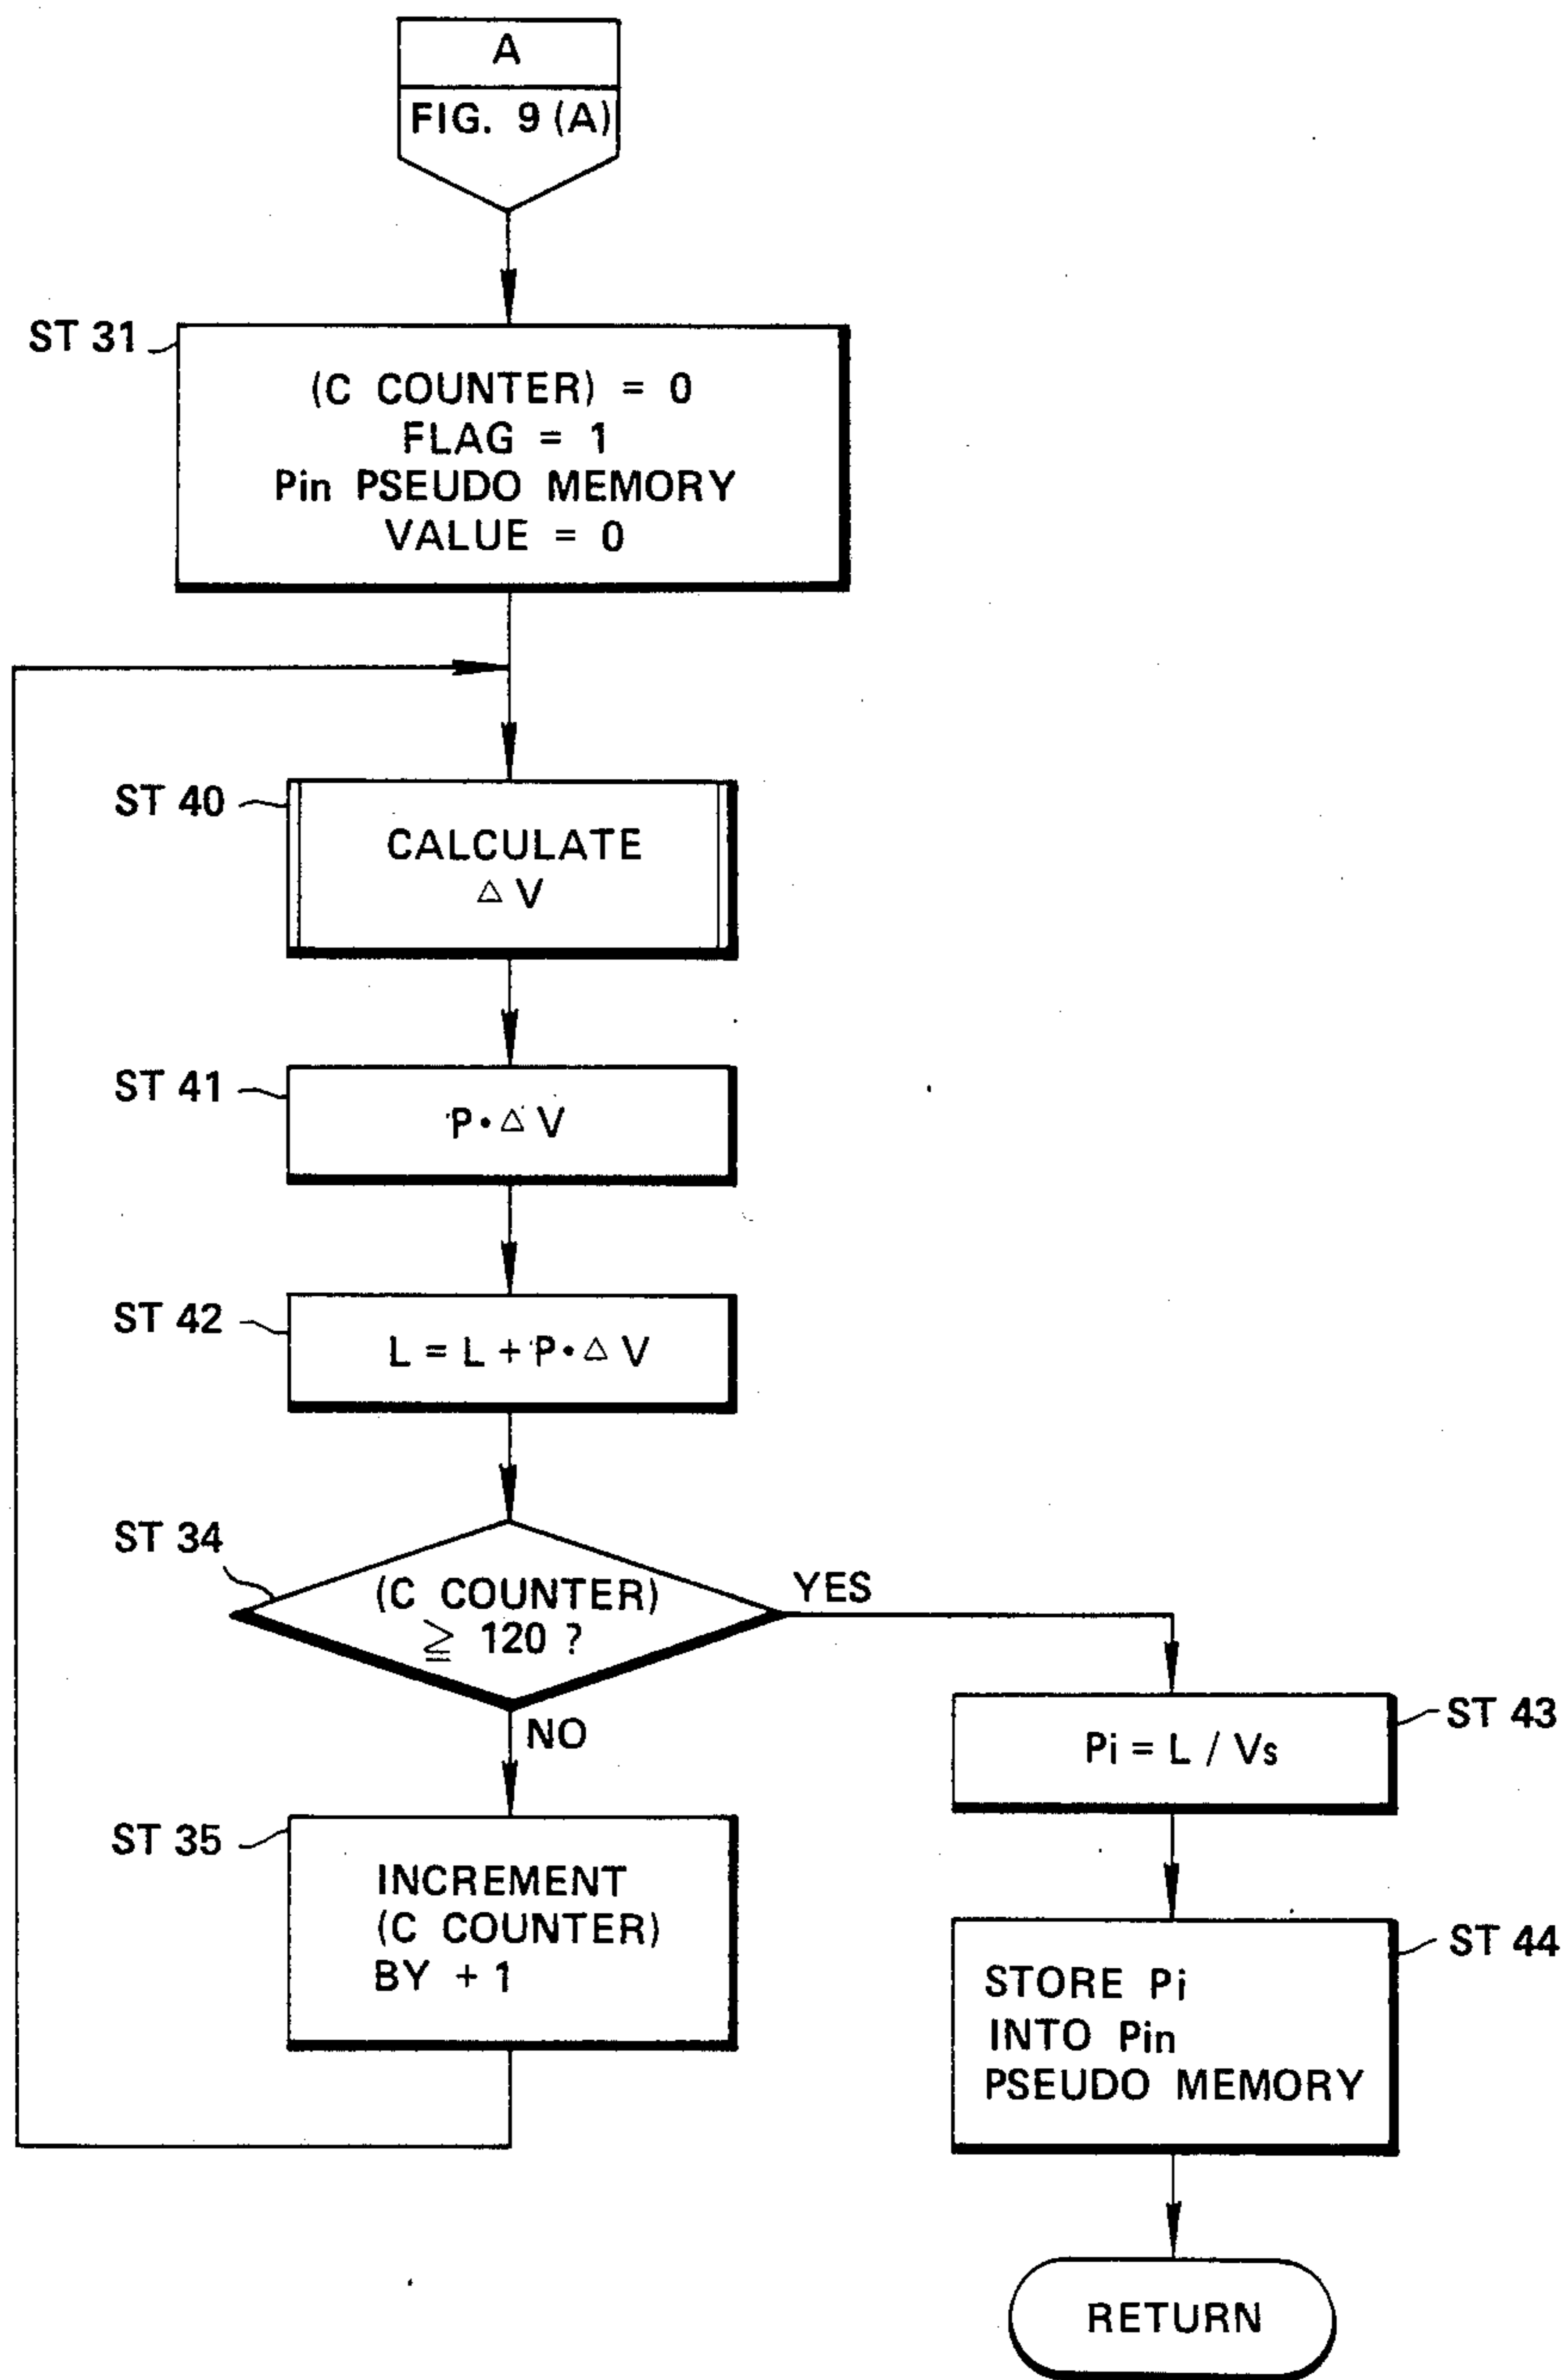 A
FIG. 9 (A)
ST 31
(C COUNTER) = 0
FLAG = 1
Pin PSEUDO MEMORY
VALUE = 0
ST 40
CALCULATE
△ V
ST 41
P•△ V
ST 42
L = L + P•△ V
ST 34
(C COUNTER)
≧ 120 ?
YES
NO
ST 35
INCREMENT
(C COUNTER)
BY + 1
ST 43
Pi = L / Vs
ST 44
STORE Pi
INTO Pin
PSEUDO MEMORY
RETURN